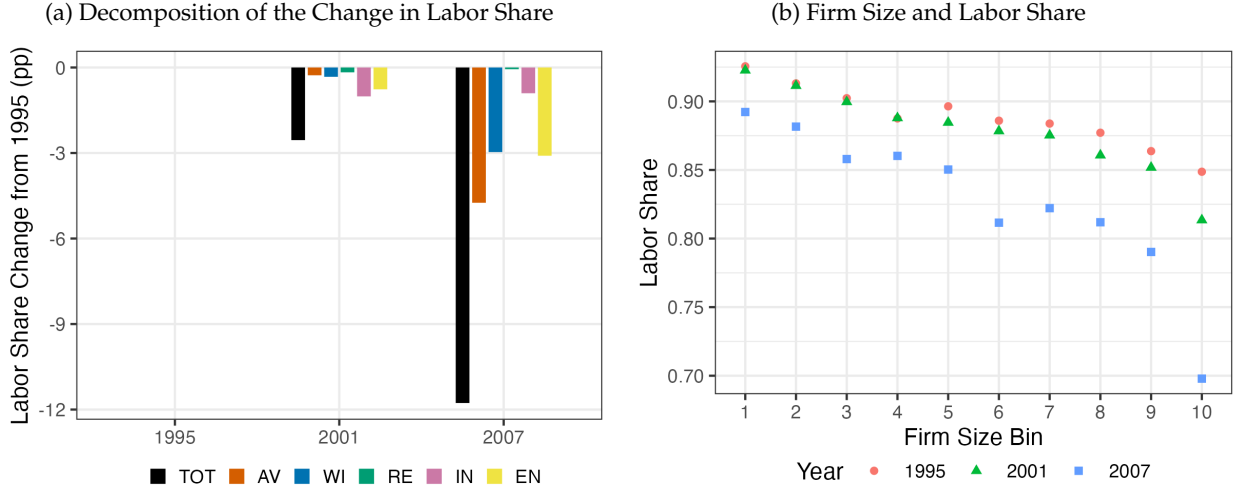 (a) Decomposition of the Change in Labor Share
Labor Share Change from 1995 (pp)
0
-3
-6
-9
-12
1995 2001 2007
TOT AV WI RE IN EN
(b) Firm Size and Labor Share
Labor Share
0.90
0.85
0.80
0.75
0.70
1 2 3 4 5 6 7 8 9 10
Firm Size Bin
Year 1995 2001 2007